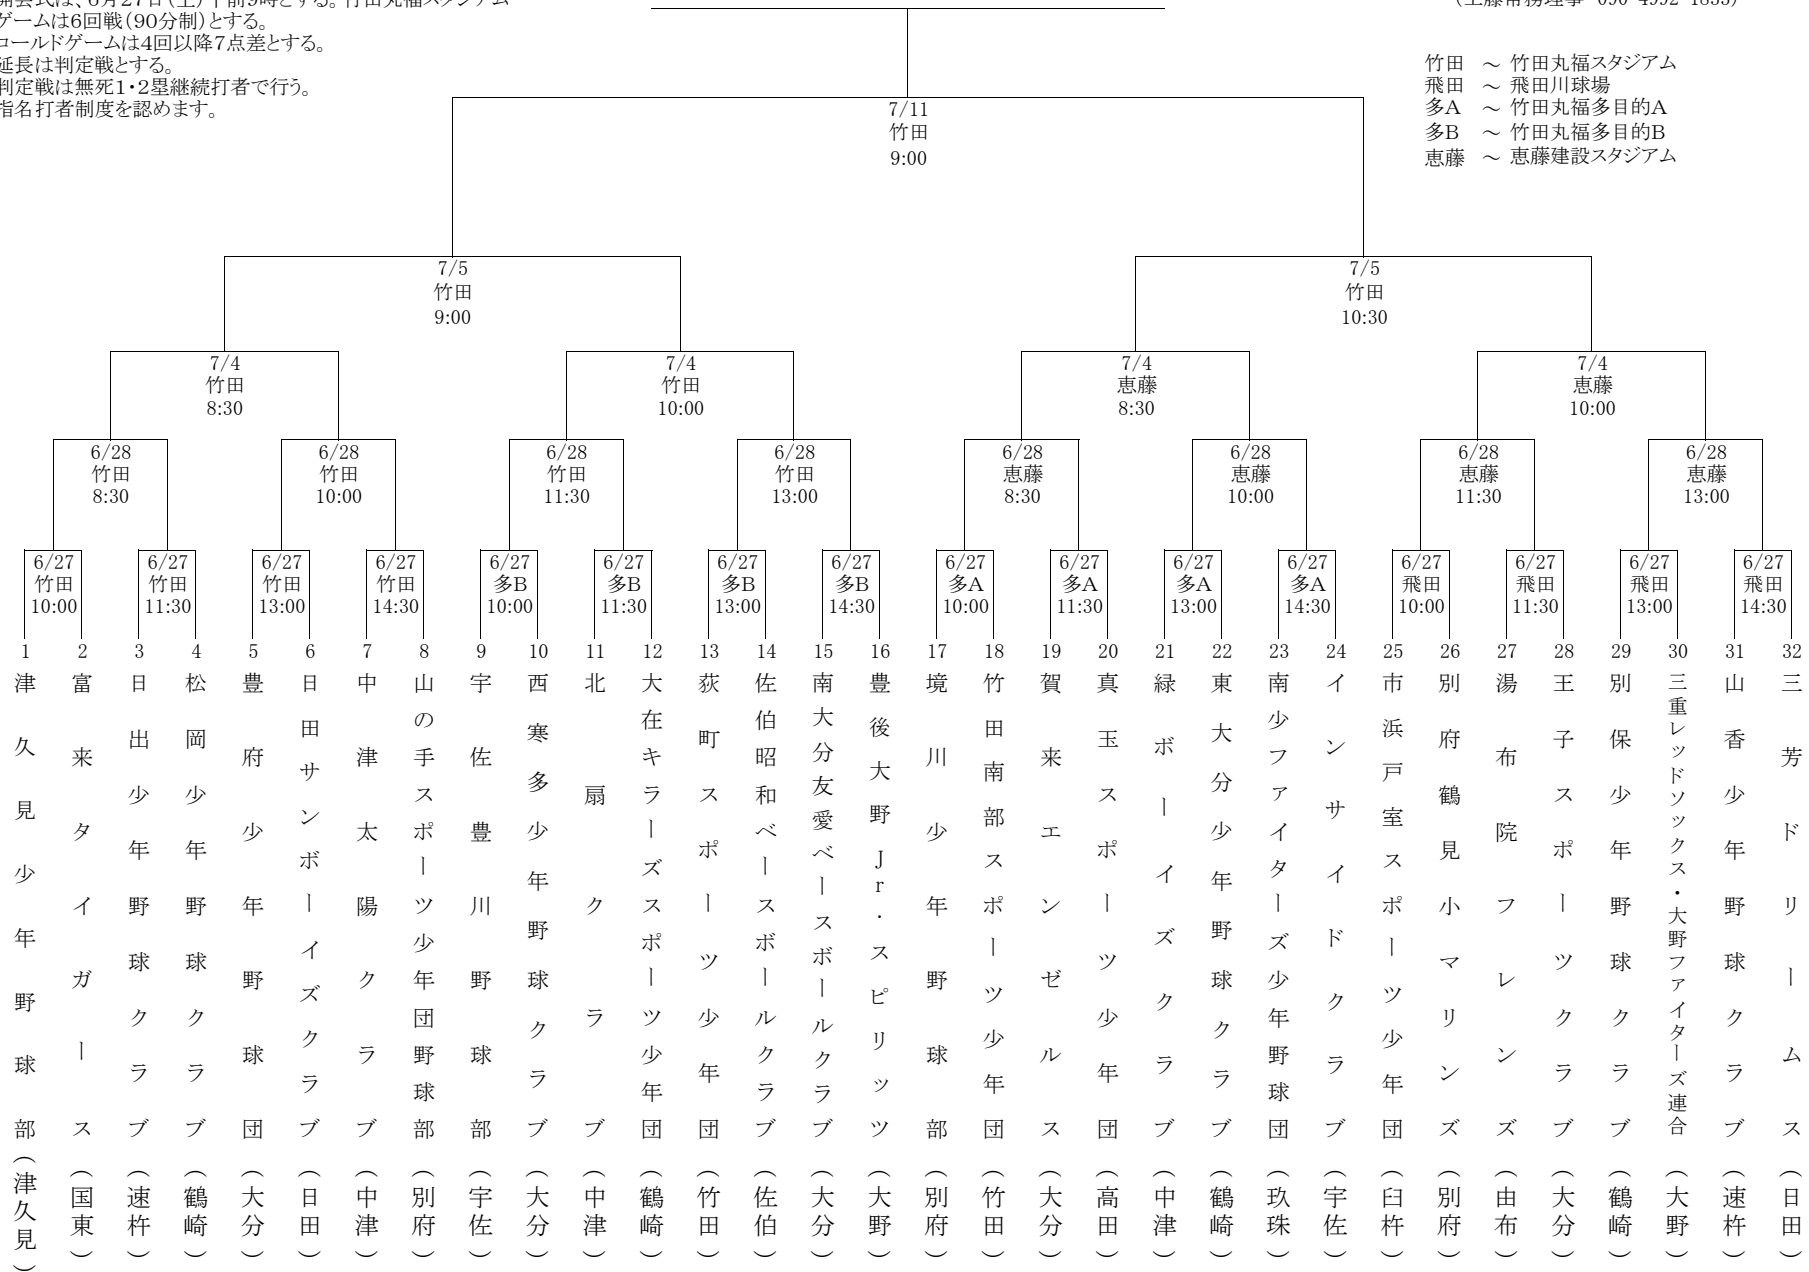 開会式は、6月27日(土)午前9時とする。竹田丸福スタジアム
ゲームは6回戦(90分制)とする。
コールドゲームは4回以降7点差とする。
延長は判定戦とする。
判定戦は無死1・2塁継続打者で行う。
指名打者制度を認めます。
(工藤常務理事 090-4992-1833)
竹田 ～ 竹田丸福スタジアム
飛田 ～ 飛田川球場
多A ～ 竹田丸福多目的A
多B ～ 竹田丸福多目的B
恵藤 ～ 恵藤建設スタジアム
7/11
竹田
9:00
7/5 7/5
竹田 竹田
9:00 10:30
7/4 7/4 7/4 7/4
竹田 竹田 恵藤 恵藤
8:30 10:00 8:30 10:00
6/28 6/28 6/28 6/28 6/28 6/28 6/28 6/28
竹田 竹田 竹田 竹田 恵藤 恵藤 恵藤 恵藤
8:30 10:00 11:30 13:00 8:30 10:00 11:30 13:00
6/27 6/27 6/27 6/27 6/27 6/27 6/27 6/27 6/27 6/27 6/27 6/27 6/27 6/27 6/27 6/27
竹田 竹田 竹田 竹田 多B 多B 多B 多B 多A 多A 多A 多A 飛田 飛田 飛田 飛田
10:00 11:30 13:00 14:30 10:00 11:30 13:00 14:30 10:00 11:30 13:00 14:30 10:00 11:30 13:00 14:30
1 津久見少年野球部(津久見)
2 富来タイガース(国東)
3 日出少年野球クラブ(速杵)
4 松岡少年野球クラブ(鶴崎)
5 豊府少年野球団(大分)
6 日田サンボーイズクラブ(日田)
7 中津太陽クラブ(中津)
8 山の手スポーツ少年団野球部(別府)
9 宇佐豊川野球部(宇佐)
10 西寒多少年野球クラブ(大分)
11 北扇クラブ(中津)
12 大在キラーズスポーツ少年団(鶴崎)
13 荻町スポーツ少年団(竹田)
14 佐伯昭和ベースボールクラブ(佐伯)
15 南大分友愛ベースボールクラブ(大分)
16 豊後大野Jr.スピリッツ(大野)
17 境川少年野球部(別府)
18 竹田南部スポーツ少年団(竹田)
19 賀来エンゼルス(大分)
20 真玉スポーツ少年団(高田)
21 緑ボーイズクラブ(中津)
22 東大分少年野球クラブ(鶴崎)
23 南少ファイターズ少年野球団(玖珠)
24 インサイドクラブ(宇佐)
25 市浜戸室スポーツ少年団(臼杵)
26 別府鶴見小マリンズ(別府)
27 湯布院フレンズ(由布)
28 王子スポーツクラブ(大分)
29 別保少年野球クラブ(鶴崎)
30 三重レッドソックス・大野ファイターズ連合(大野)
31 山香少年野球クラブ(速杵)
32 三芳ドリームス(日田)